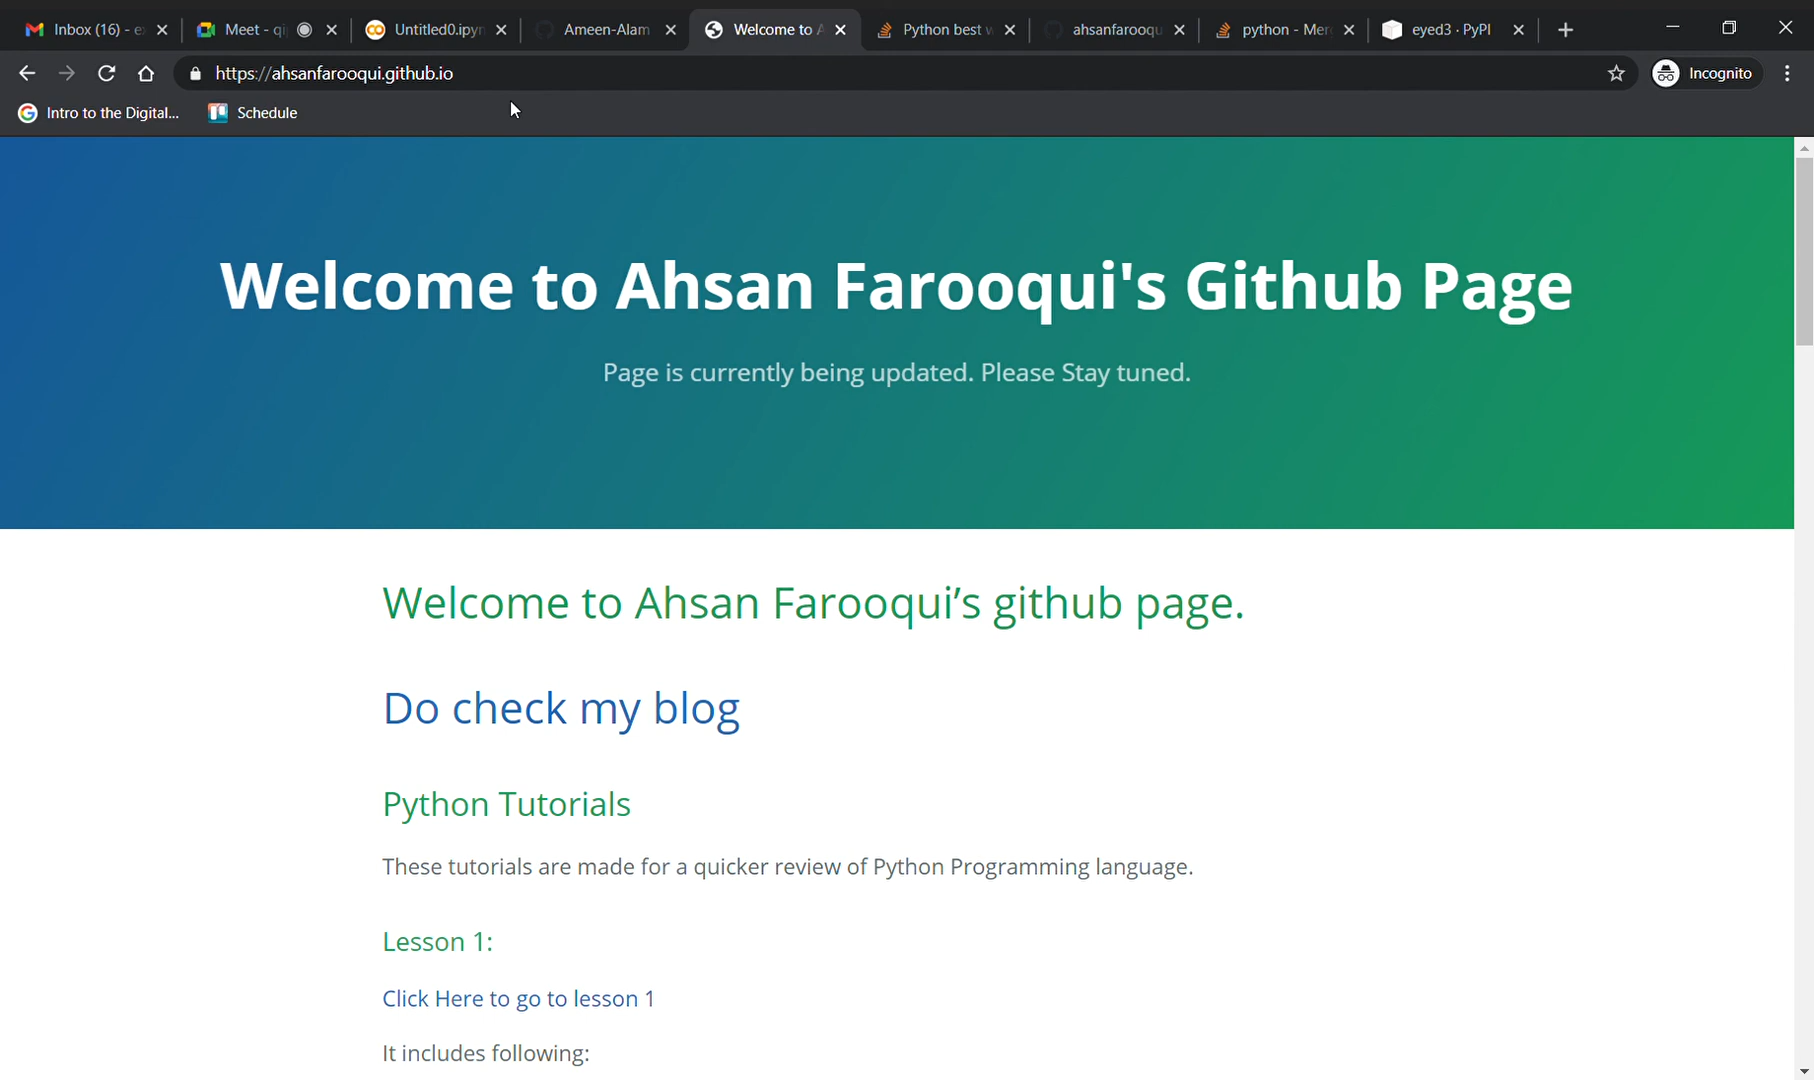 Inbox (16) - e
Meet - qi
Untitled0.ipyn
Ameen-Alam
Welcome to A
Python best w
ahsanfarooqu
python - Mer
eyed3 · PyPI
https://ahsanfarooqui.github.io
Incognito
Intro to the Digital...
Schedule
Welcome to Ahsan Farooqui's Github Page
Page is currently being updated. Please Stay tuned.
Welcome to Ahsan Farooqui’s github page.
Do check my blog
Python Tutorials
These tutorials are made for a quicker review of Python Programming language.
Lesson 1:
Click Here to go to lesson 1
It includes following: